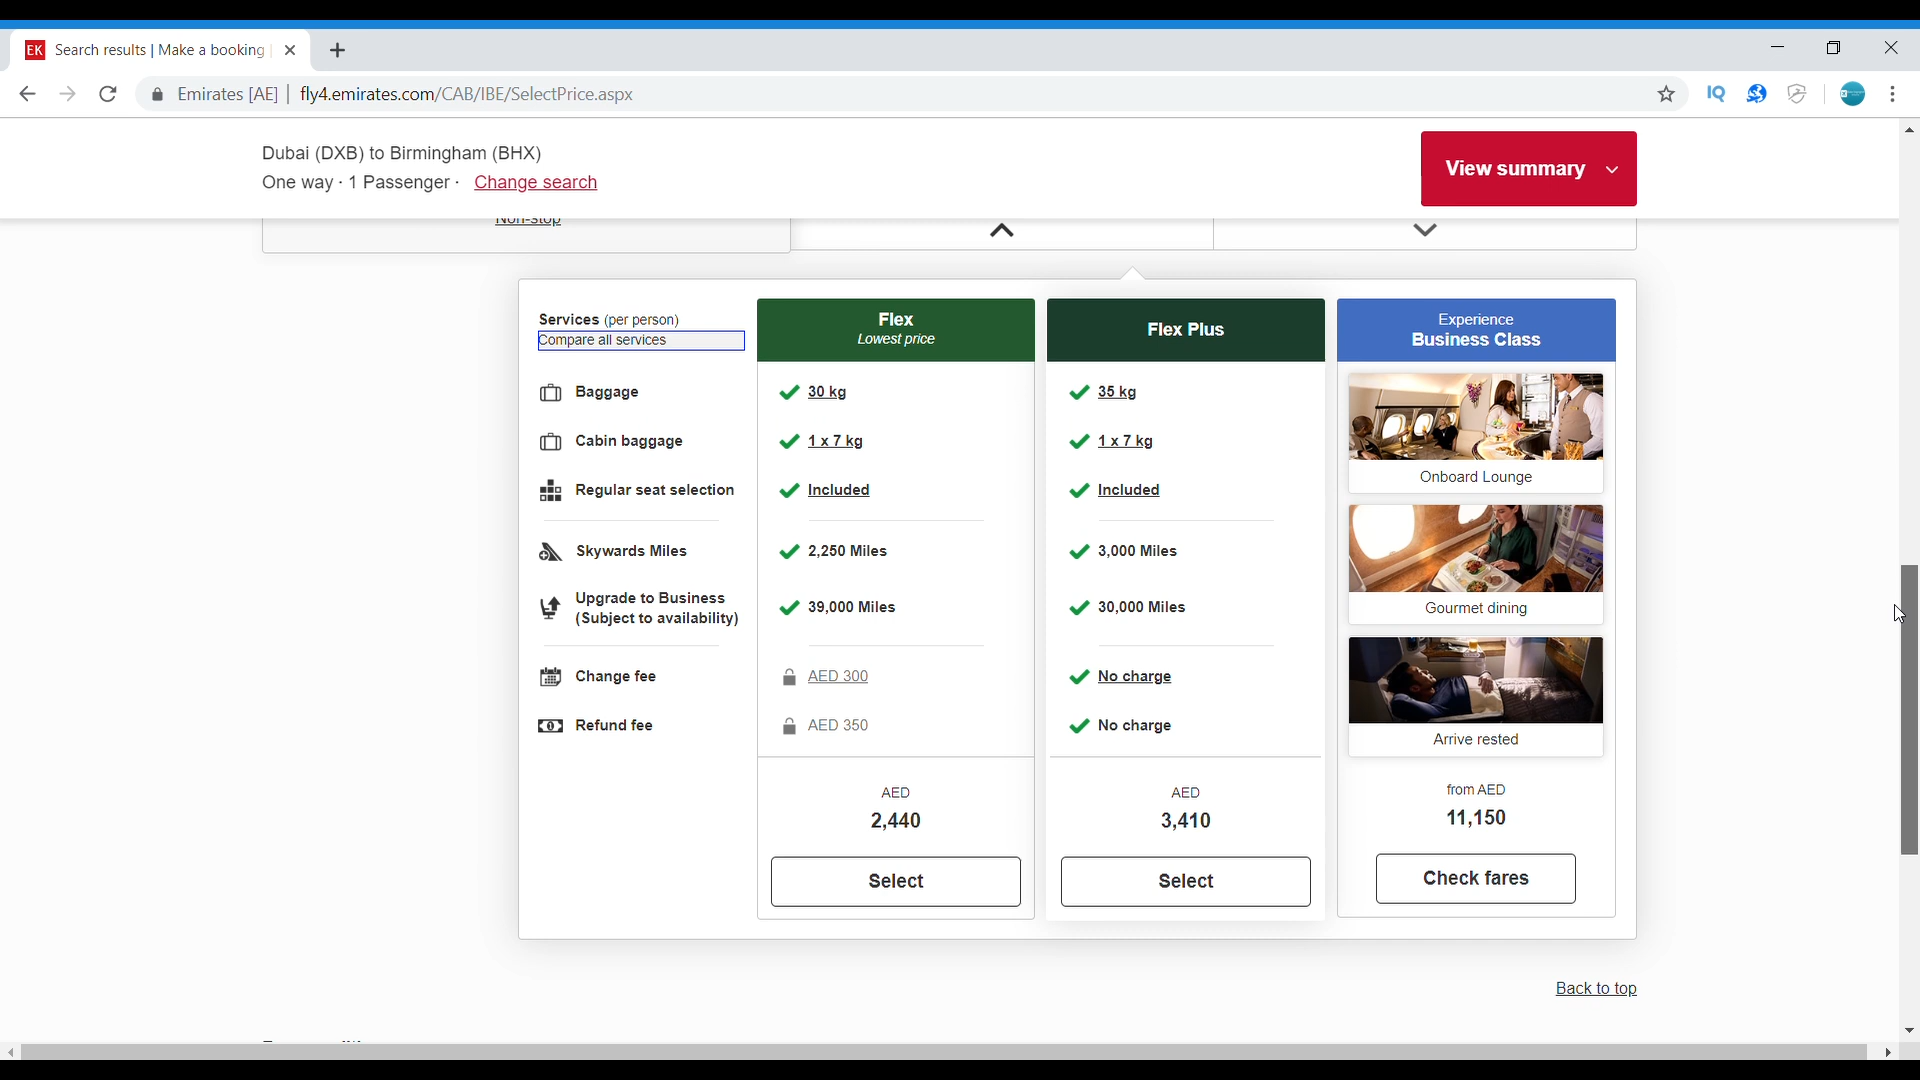 EK Search results | Make a booking
Emirates [AE] | fly4.emirates.com/CAB/IBE/SelectPrice.aspx
IQ
Dubai (DXB) to Birmingham (BHX)
One way · 1 Passenger · Change search
View summary
Non-stop
Services (per person)
Compare all services
Flex
Lowest price
Flex Plus
Experience
Business Class
Baggage
30 kg
35 kg
Cabin baggage
1 x 7 kg
1 x 7 kg
Onboard Lounge
Regular seat selection
Included
Included
Skywards Miles
2,250 Miles
3,000 Miles
Upgrade to Business
(Subject to availability)
39,000 Miles
30,000 Miles
Gourmet dining
Change fee
AED 300
No charge
Refund fee
AED 350
No charge
Arrive rested
AED
2,440
AED
3,410
from AED
11,150
Select
Select
Check fares
Back to top